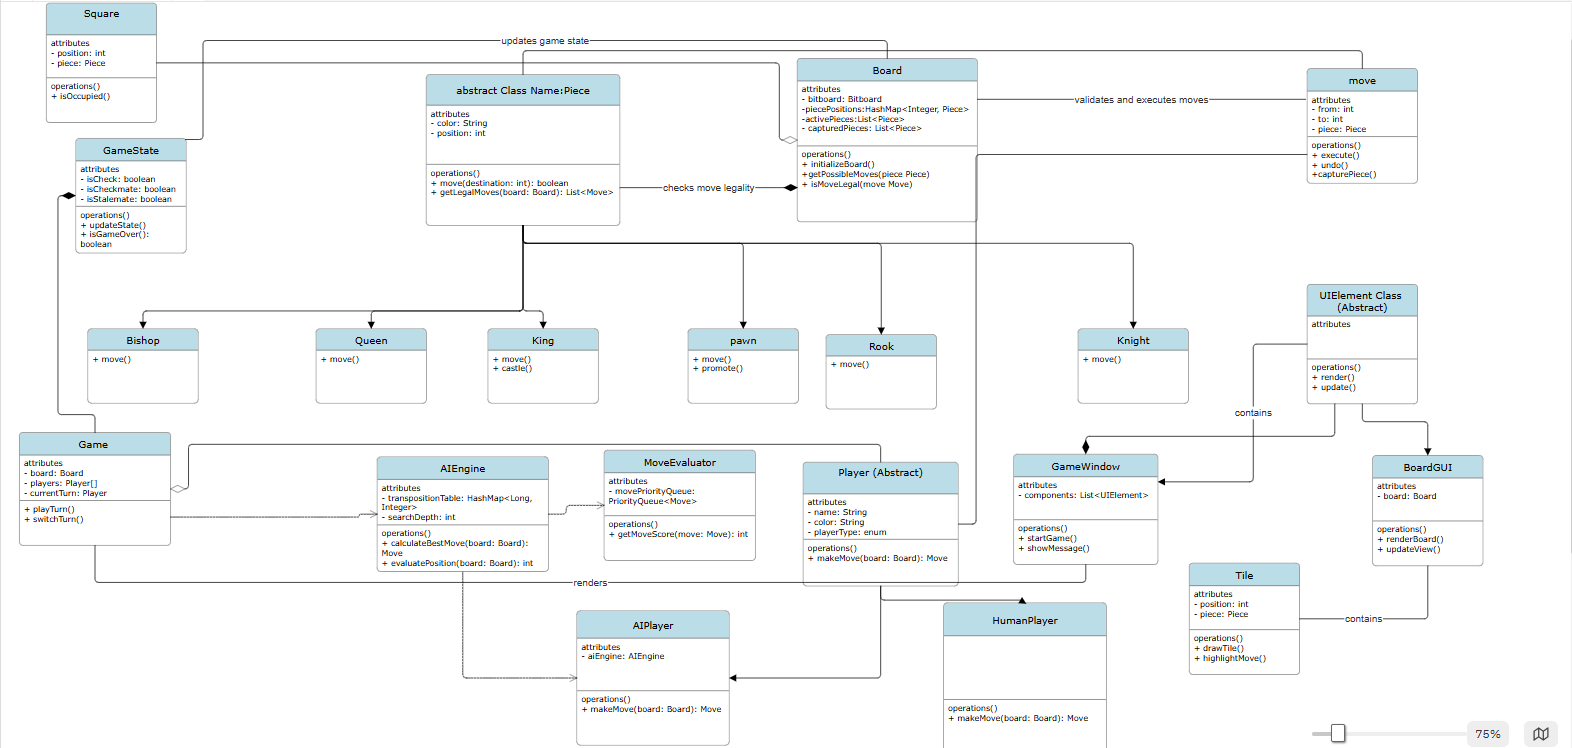 Square
attributes
- position: int
- piece: Piece
operations()
+ isOccupied()
updates game state
abstract Class Name:Piece
attributes
- color: String
- position: int
operations()
+ move(destination: int): boolean
+ getLegalMoves(board: Board): List<Move>
checks move legality
Board
attributes
- bitboard: Bitboard
-piecePositions:HashMap<Integer, Piece>
-activePieces:List<Piece>
- capturedPieces: List<Piece>
operations()
+ initializeBoard()
+getPossibleMoves(piece Piece)
+ isMoveLegal(move Move)
validates and executes moves
move
attributes
- from: int
- to: int
- piece: Piece
operations()
+ execute()
+ undo()
+capturePiece()
GameState
attributes
- isCheck: boolean
- isCheckmate: boolean
- isStalemate: boolean
operations()
+ updateState()
+ isGameOver():
boolean
Bishop
+ move()
Queen
+ move()
King
+ move()
+ castle()
pawn
+ move()
+ promote()
Rook
+ move()
Knight
+ move()
UIElement Class
(Abstract)
attributes
operations()
+ render()
+ update()
contains
Game
attributes
- board: Board
- players: Player[]
- currentTurn: Player
+ playTurn()
+ switchTurn()
AIEngine
attributes
- transpositionTable: HashMap<Long,
Integer>
- searchDepth: int
operations()
+ calculateBestMove(board: Board):
Move
+ evaluatePosition(board: Board): int
MoveEvaluator
attributes
- movePriorityQueue:
PriorityQueue<Move>
operations()
+ getMoveScore(move: Move): int
Player (Abstract)
attributes
- name: String
- color: String
- playerType: enum
operations()
+ makeMove(board: Board): Move
GameWindow
attributes
- components: List<UIElement>
operations()
+ startGame()
+ showMessage()
BoardGUI
attributes
- board: Board
operations()
+ renderBoard()
+ updateView()
renders
Tile
attributes
- position: int
- piece: Piece
operations()
+ drawTile()
+ highlightMove()
contains
AIPlayer
attributes
- aiEngine: AIEngine
operations()
+ makeMove(board: Board): Move
HumanPlayer
operations()
+ makeMove(board: Board): Move
75%